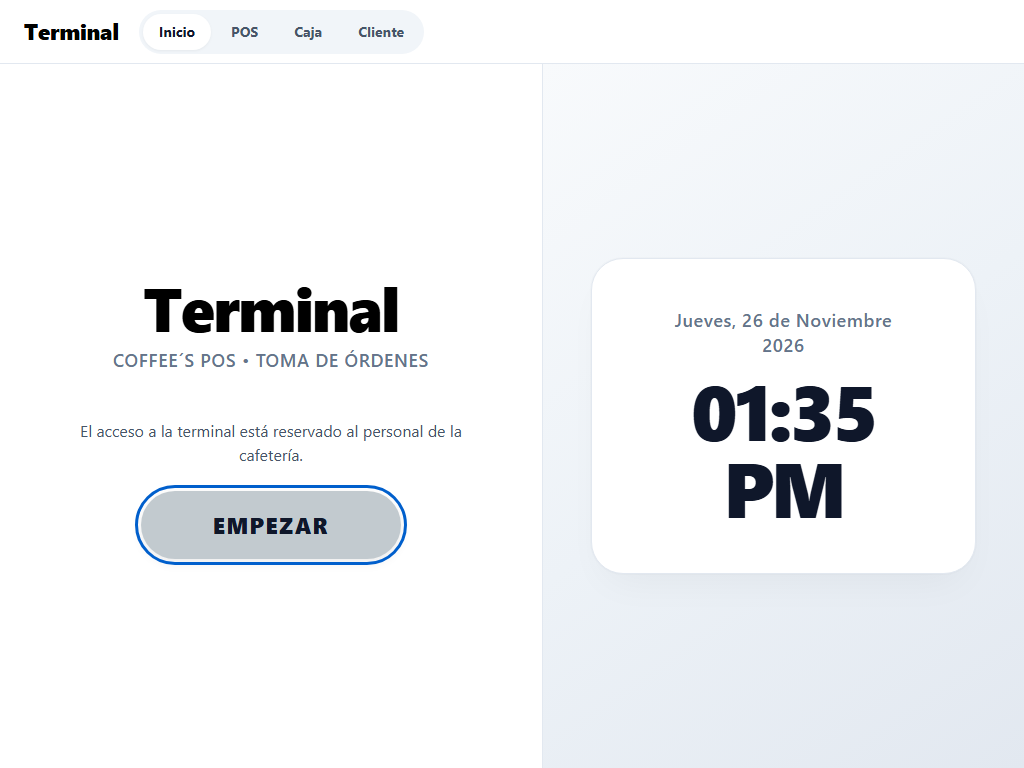 Terminal
Inicio
POS
Caja
Cliente
Terminal
COFFEE´S POS • TOMA DE ÓRDENES
El acceso a la terminal está reservado al personal de la
cafetería.
EMPEZAR
Jueves, 26 de Noviembre
2026
01:35
PM